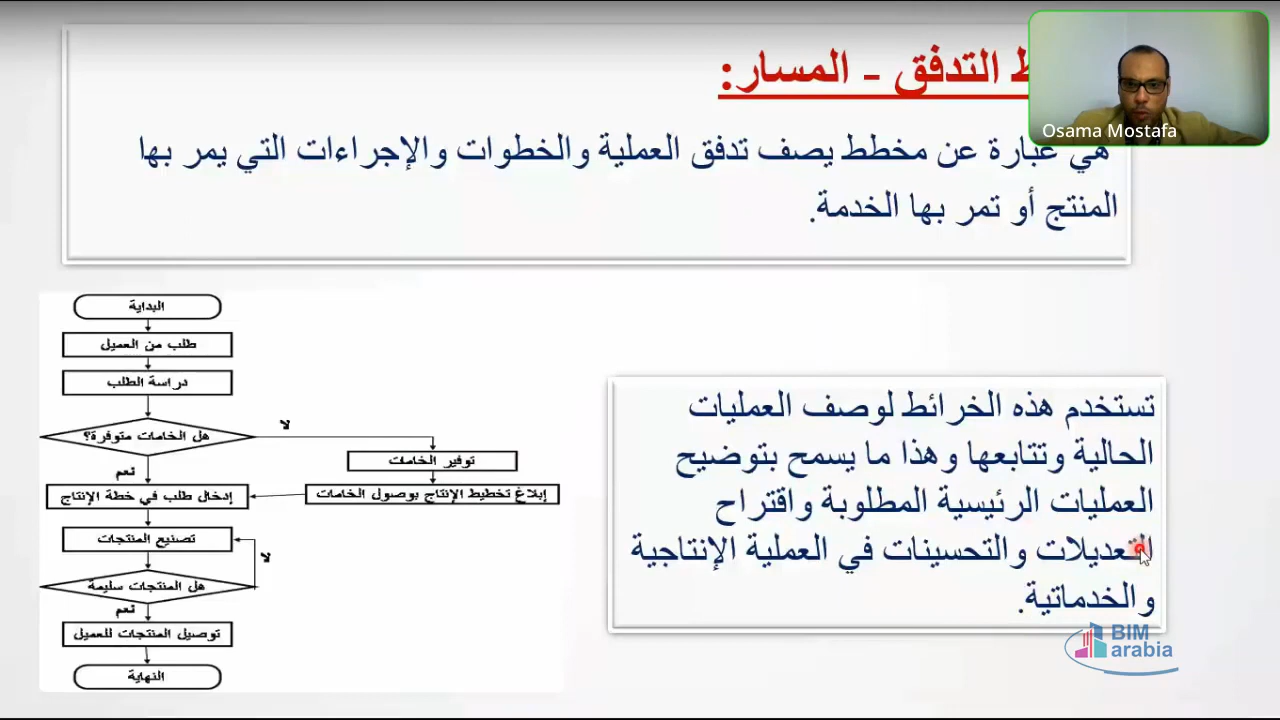 التدفق - المسار:
Osama Mostafa
هي عبارة عن مخطط يصف تدفق العملية والخطوات والإجراءات التي يمر بها
المنتج أو تمر بها الخدمة.
تستخدم هذه الخرائط لوصف العمليات
الحالية وتتابعها وهذا ما يسمح بتوضيح
العمليات الرئيسية المطلوبة واقتراح
التعديلات والتحسينات في العملية الإنتاجية
والخدماتية.
البداية
طلب من العميل
دراسة الطلب
هل الخامات متوفرة؟
لا
توفير الخامات
نعم
إبلاغ تخطيط الإنتاج بوصول الخامات
إدخال طلب في خطة الإنتاج
تصنيع المنتجات
لا
هل المنتجات سليمة
نعم
توصيل المنتجات للعميل
النهاية
BIM
arabia